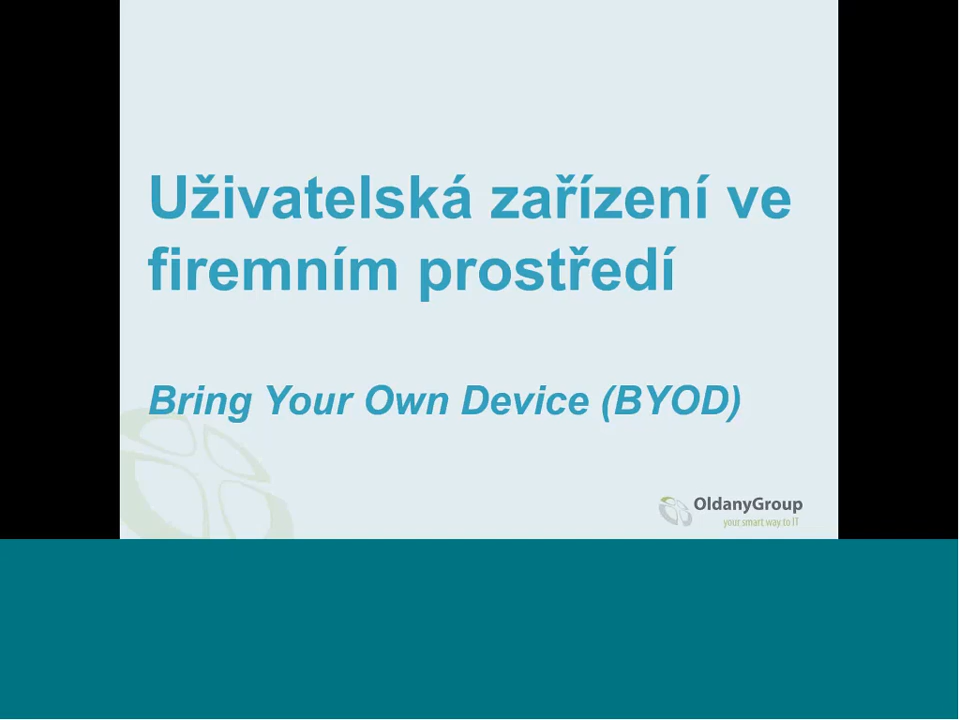 Uživatelská zařízení ve
firemním prostředí
Bring Your Own Device (BYOD)
OldanyGroup
your smart way to IT